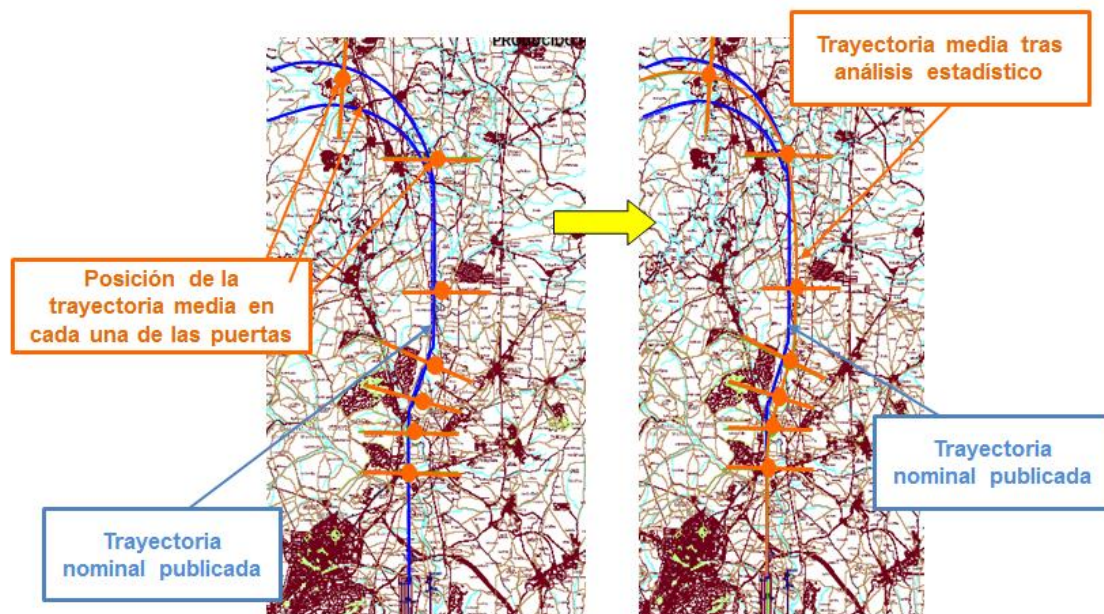 Trayectoria media tras
análisis estadístico
Posición de la
trayectoria media en
cada una de las puertas
Trayectoria
nominal publicada
Trayectoria
nominal publicada